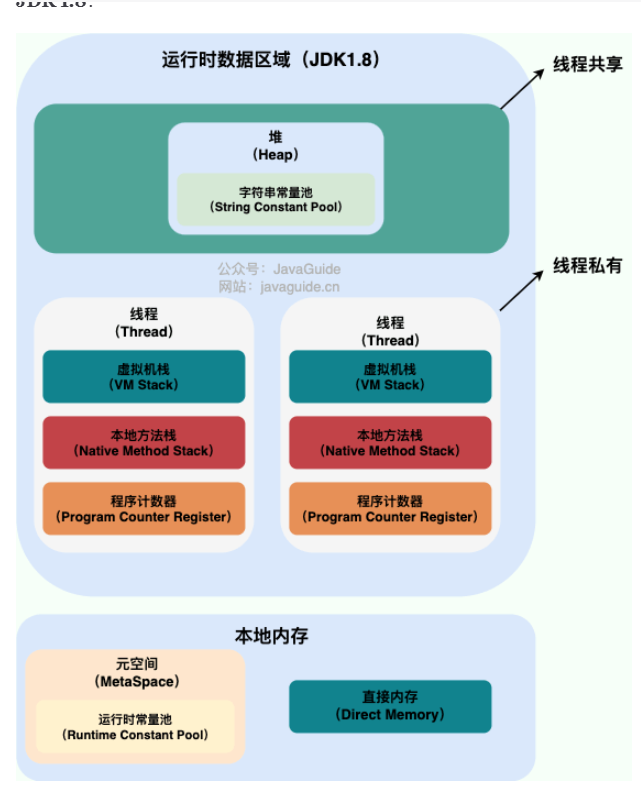 JDK1.8：
运行时数据区域（JDK1.8）
线程共享
堆
（Heap）
字符串常量池
（String Constant Pool）
公众号：JavaGuide
网站：javaguide.cn
线程私有
线程
（Thread）
虚拟机栈
（VM Stack）
本地方法栈
（Native Method Stack）
程序计数器
（Program Counter Register）
线程
（Thread）
虚拟机栈
（VM Stack）
本地方法栈
（Native Method Stack）
程序计数器
（Program Counter Register）
本地内存
元空间
（MetaSpace）
运行时常量池
（Runtime Constant Pool）
直接内存
（Direct Memory）